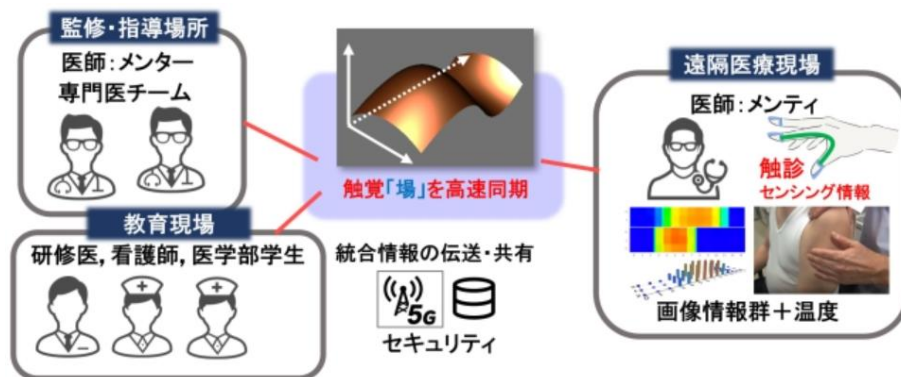 監修・指導場所
医師:メンター
専門医チーム
教育現場
研修医,看護師,医学部学生
触覚「場」を高速同期
統合情報の伝送・共有
5G
セキュリティ
遠隔医療現場
医師:メンティ
触診
センシング情報
画像情報群+温度